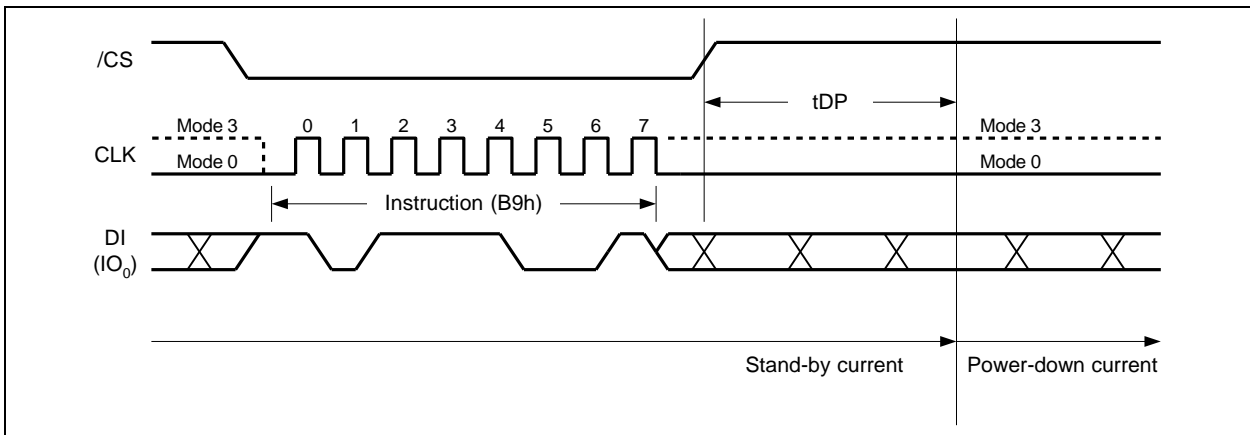 /CS
tDP
Mode 3
0 1 2 3 4 5 6 7
Mode 3
CLK
Mode 0
Mode 0
Instruction (B9h)
DI
(IO0)
Stand-by current
Power-down current